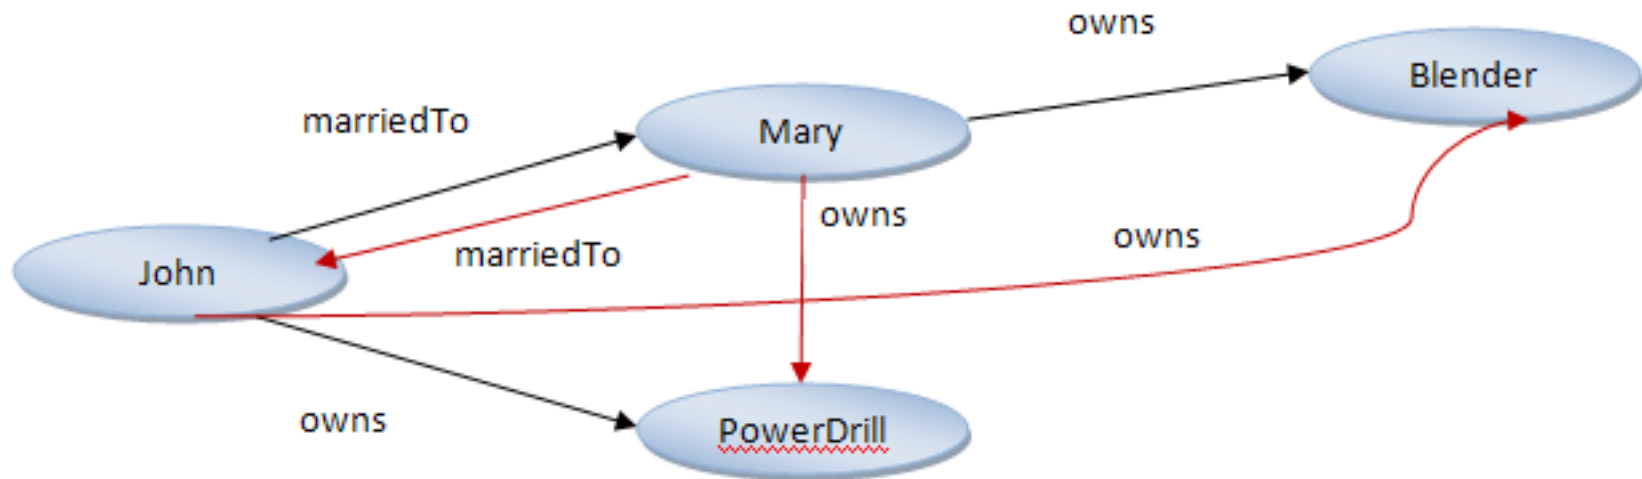 owns
Blender
marriedTo
Mary
owns
owns
marriedTo
John
owns
PowerDrill